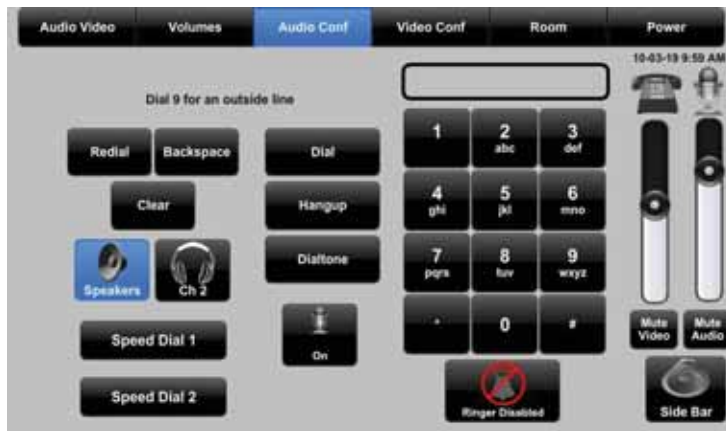 Audio Video Volumes Audio Conf Video Conf Room Power
10-03-19 9:59 AM
Dial 9 for an outside line
Redial Backspace Dial
Clear Hangup
Dialtone
Speakers Ch 2
On
Speed Dial 1
Speed Dial 2
1 2 3
abc def
4 5 6
ghi jkl mno
7 8 9
pqrs tuv wxyz
* 0 #
Ringer Disabled
Mute Mute
Video Audio
Side Bar